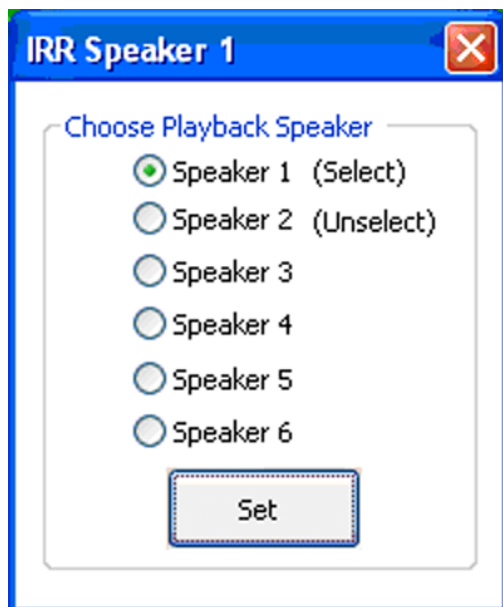 IRR Speaker 1
Choose Playback Speaker
Speaker 1 (Select)
Speaker 2 (Unselect)
Speaker 3
Speaker 4
Speaker 5
Speaker 6
Set